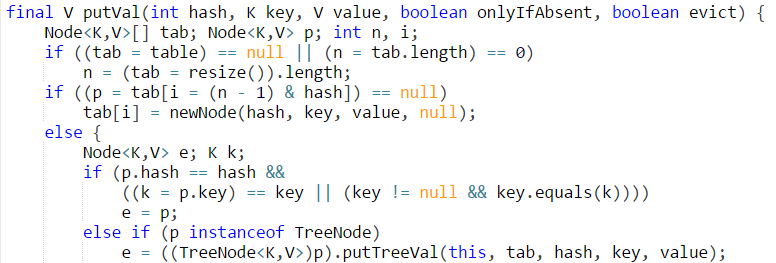 final V putVal(int hash, K key, V value, boolean onlyIfAbsent, boolean evict) {
    Node<K,V>[] tab; Node<K,V> p; int n, i;
    if ((tab = table) == null || (n = tab.length) == 0)
        n = (tab = resize()).length;
    if ((p = tab[i = (n - 1) & hash]) == null)
        tab[i] = newNode(hash, key, value, null);
    else {
        Node<K,V> e; K k;
        if (p.hash == hash &&
            ((k = p.key) == key || (key != null && key.equals(k))))
            e = p;
        else if (p instanceof TreeNode)
            e = ((TreeNode<K,V>)p).putTreeVal(this, tab, hash, key, value);